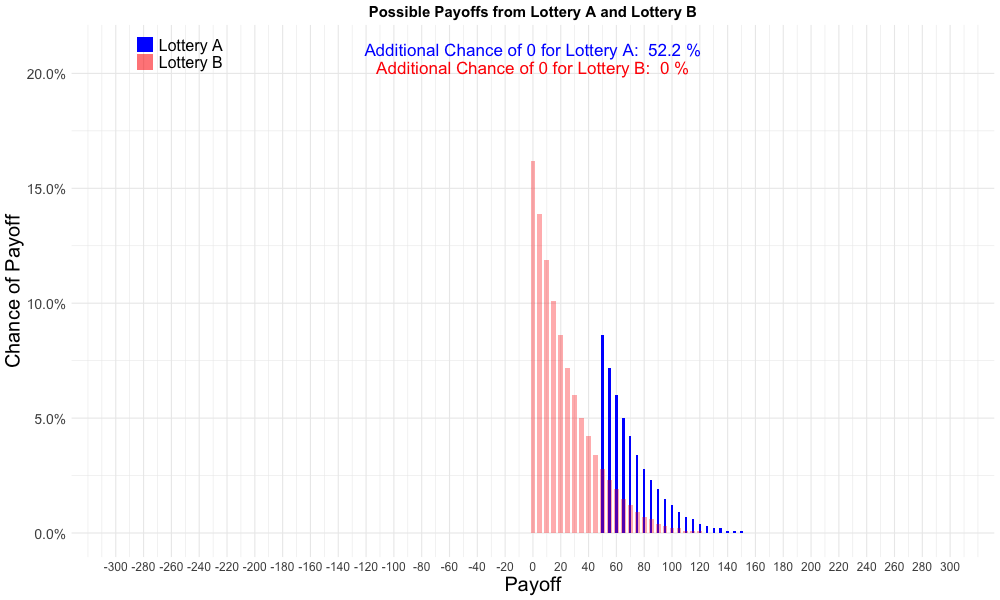 Possible Payoffs from Lottery A and Lottery B
Lottery A
Lottery B
Additional Chance of 0 for Lottery A:  52.2 %
Additional Chance of 0 for Lottery B:  0 %
20.0%
15.0%
10.0%
5.0%
0.0%
Chance of Payoff
-300 -280 -260 -240 -220 -200 -180 -160 -140 -120 -100 -80 -60 -40 -20 0 20 40 60 80 100 120 140 160 180 200 220 240 260 280 300
Payoff